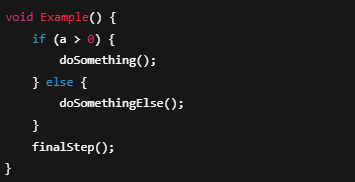 void Example() {
    if (a > 0) {
        doSomething();
    } else {
        doSomethingElse();
    }
    finalStep();
}